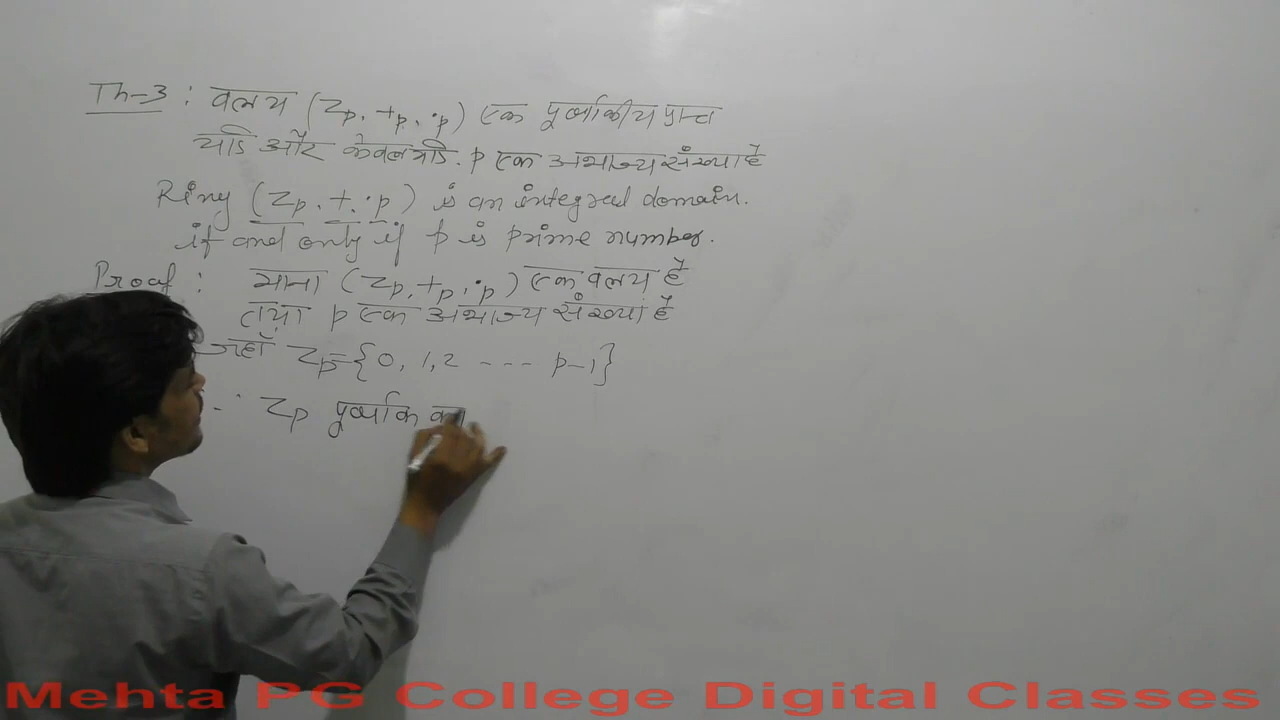 Th-3 : वलय (Zp, +p, ·p) एक पूर्णांकीय प्रान्त
यदि और केवल यदि p एक अभाज्य संख्या है
Ring (Zp, +, ·p) is an integral domain.
if and only if p is prime number.
Proof : माना (Zp, +p, ·p) एक वलय है
तथा p एक अभाज्य संख्या है
जहाँ Zp = {0, 1, 2 ---- p-1}
∵ Zp पूर्णांक
Mehta PG College Digital Classes